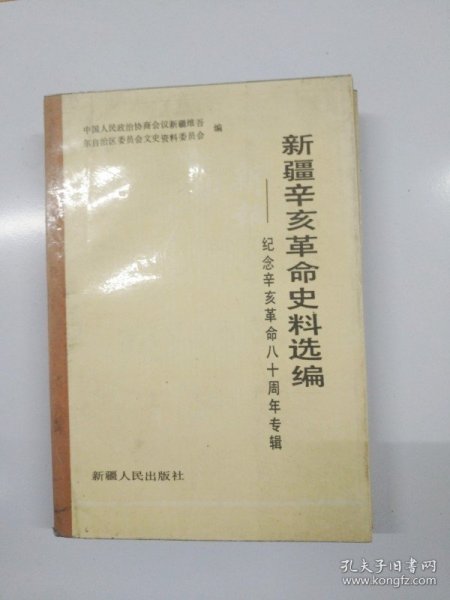 中国人民政治协商会议新疆维吾
尔自治区委员会文史资料委员会
编
新疆辛亥革命史料选编
——纪念辛亥革命八十周年专辑
新疆人民出版社
孔夫子旧书网
www.kongfz.com